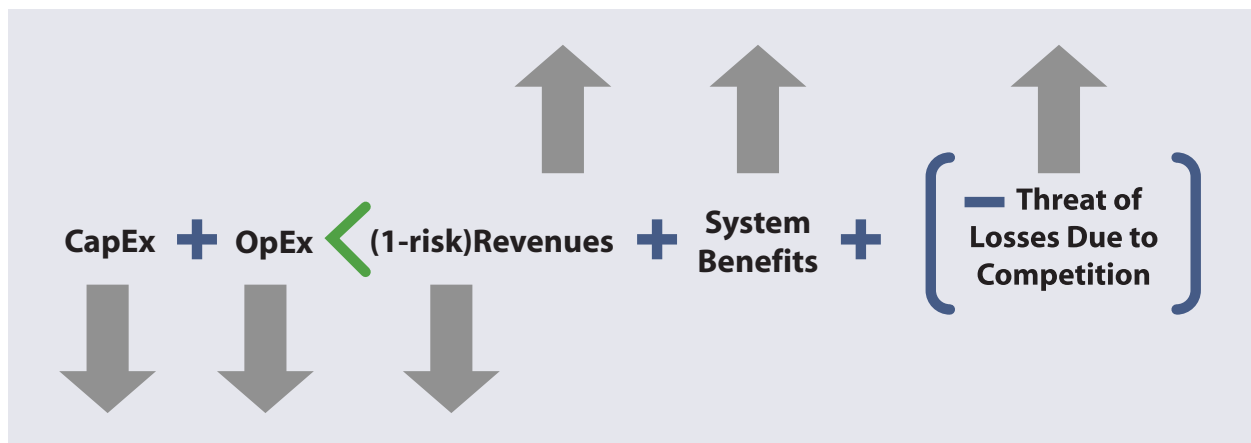 CapEx + OpEx < (1-risk)Revenues + System Benefits + [ — Threat of Losses Due to Competition ]